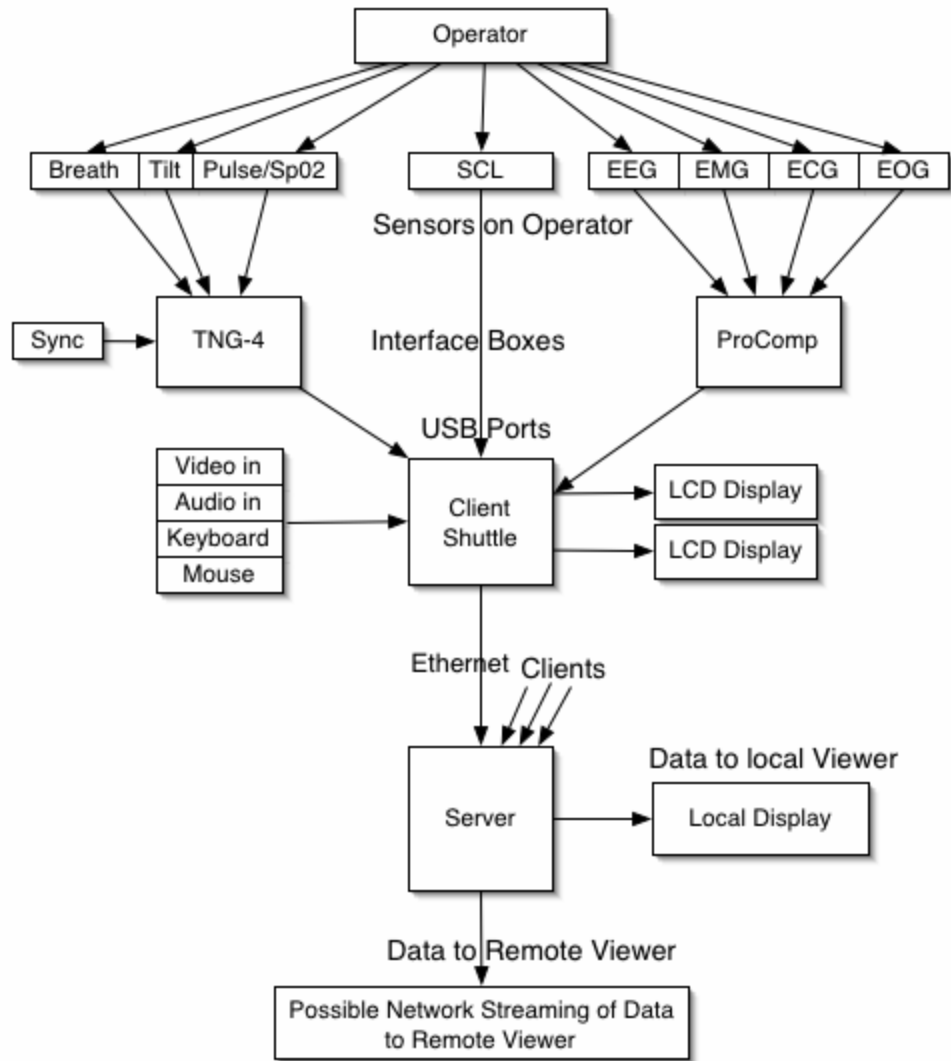 Operator
Breath
Tilt
Pulse/Sp02
SCL
EEG
EMG
ECG
EOG
Sensors on Operator
Sync
TNG-4
Interface Boxes
ProComp
USB Ports
Video in
Audio in
Keyboard
Mouse
Client
Shuttle
LCD Display
LCD Display
Ethernet
Clients
Server
Data to local Viewer
Local Display
Data to Remote Viewer
Possible Network Streaming of Data
to Remote Viewer